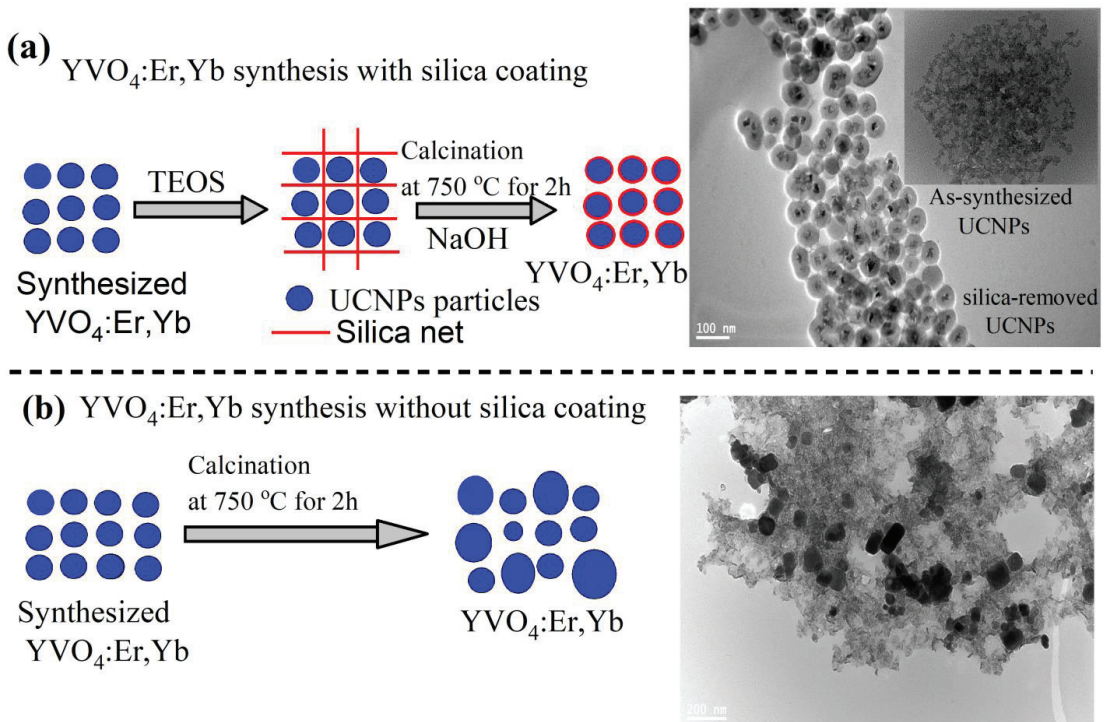 (a)
YVO₄:Er,Yb synthesis with silica coating
TEOS
Calcination
at 750 °C for 2h
NaOH
Synthesized
YVO₄:Er,Yb
YVO₄:Er,Yb
UCNPs particles
Silica net
As-synthesized
UCNPs
silica-removed
UCNPs
100 nm
(b) YVO₄:Er,Yb synthesis without silica coating
Calcination
at 750 °C for 2h
Synthesized
YVO₄:Er,Yb
YVO₄:Er,Yb
200 nm